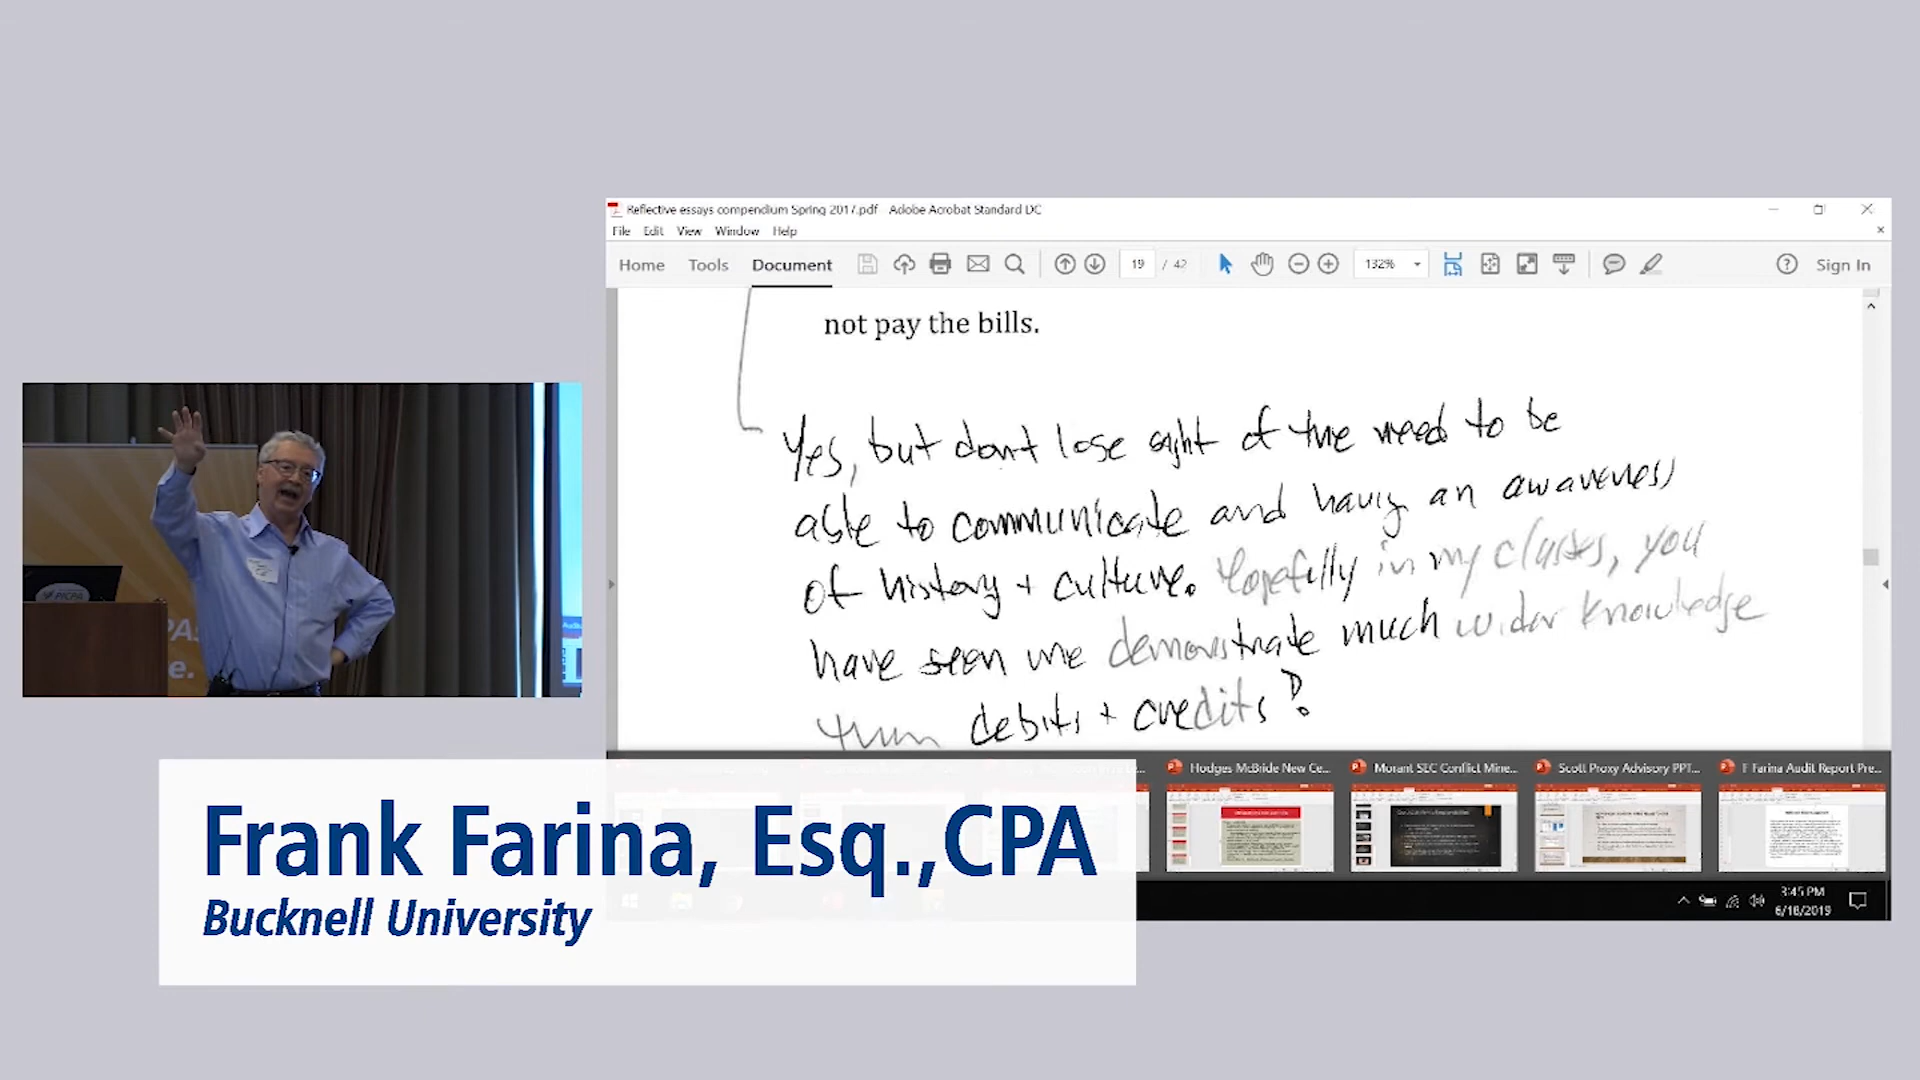 Reflective essays compendium Spring 2017.pdf - Adobe Acrobat Standard DC
File Edit View Window Help
Home Tools Document 19 / 42 132% Sign In
not pay the bills.
Yes, but dont lose sight of the need to be
able to communicate and having an awareness
of history + culture. Hopefully in my classes, you
have seen me demonstrate much wider knowledge
than debits + credits!
PICPA
Hodges McBride New Ce...
Morant SEC Conflict Mine...
Scott Proxy Advisory PPT...
F Farina Audit Report Pre...
3:45 PM
6/18/2019
Frank Farina, Esq.,CPA
Bucknell University